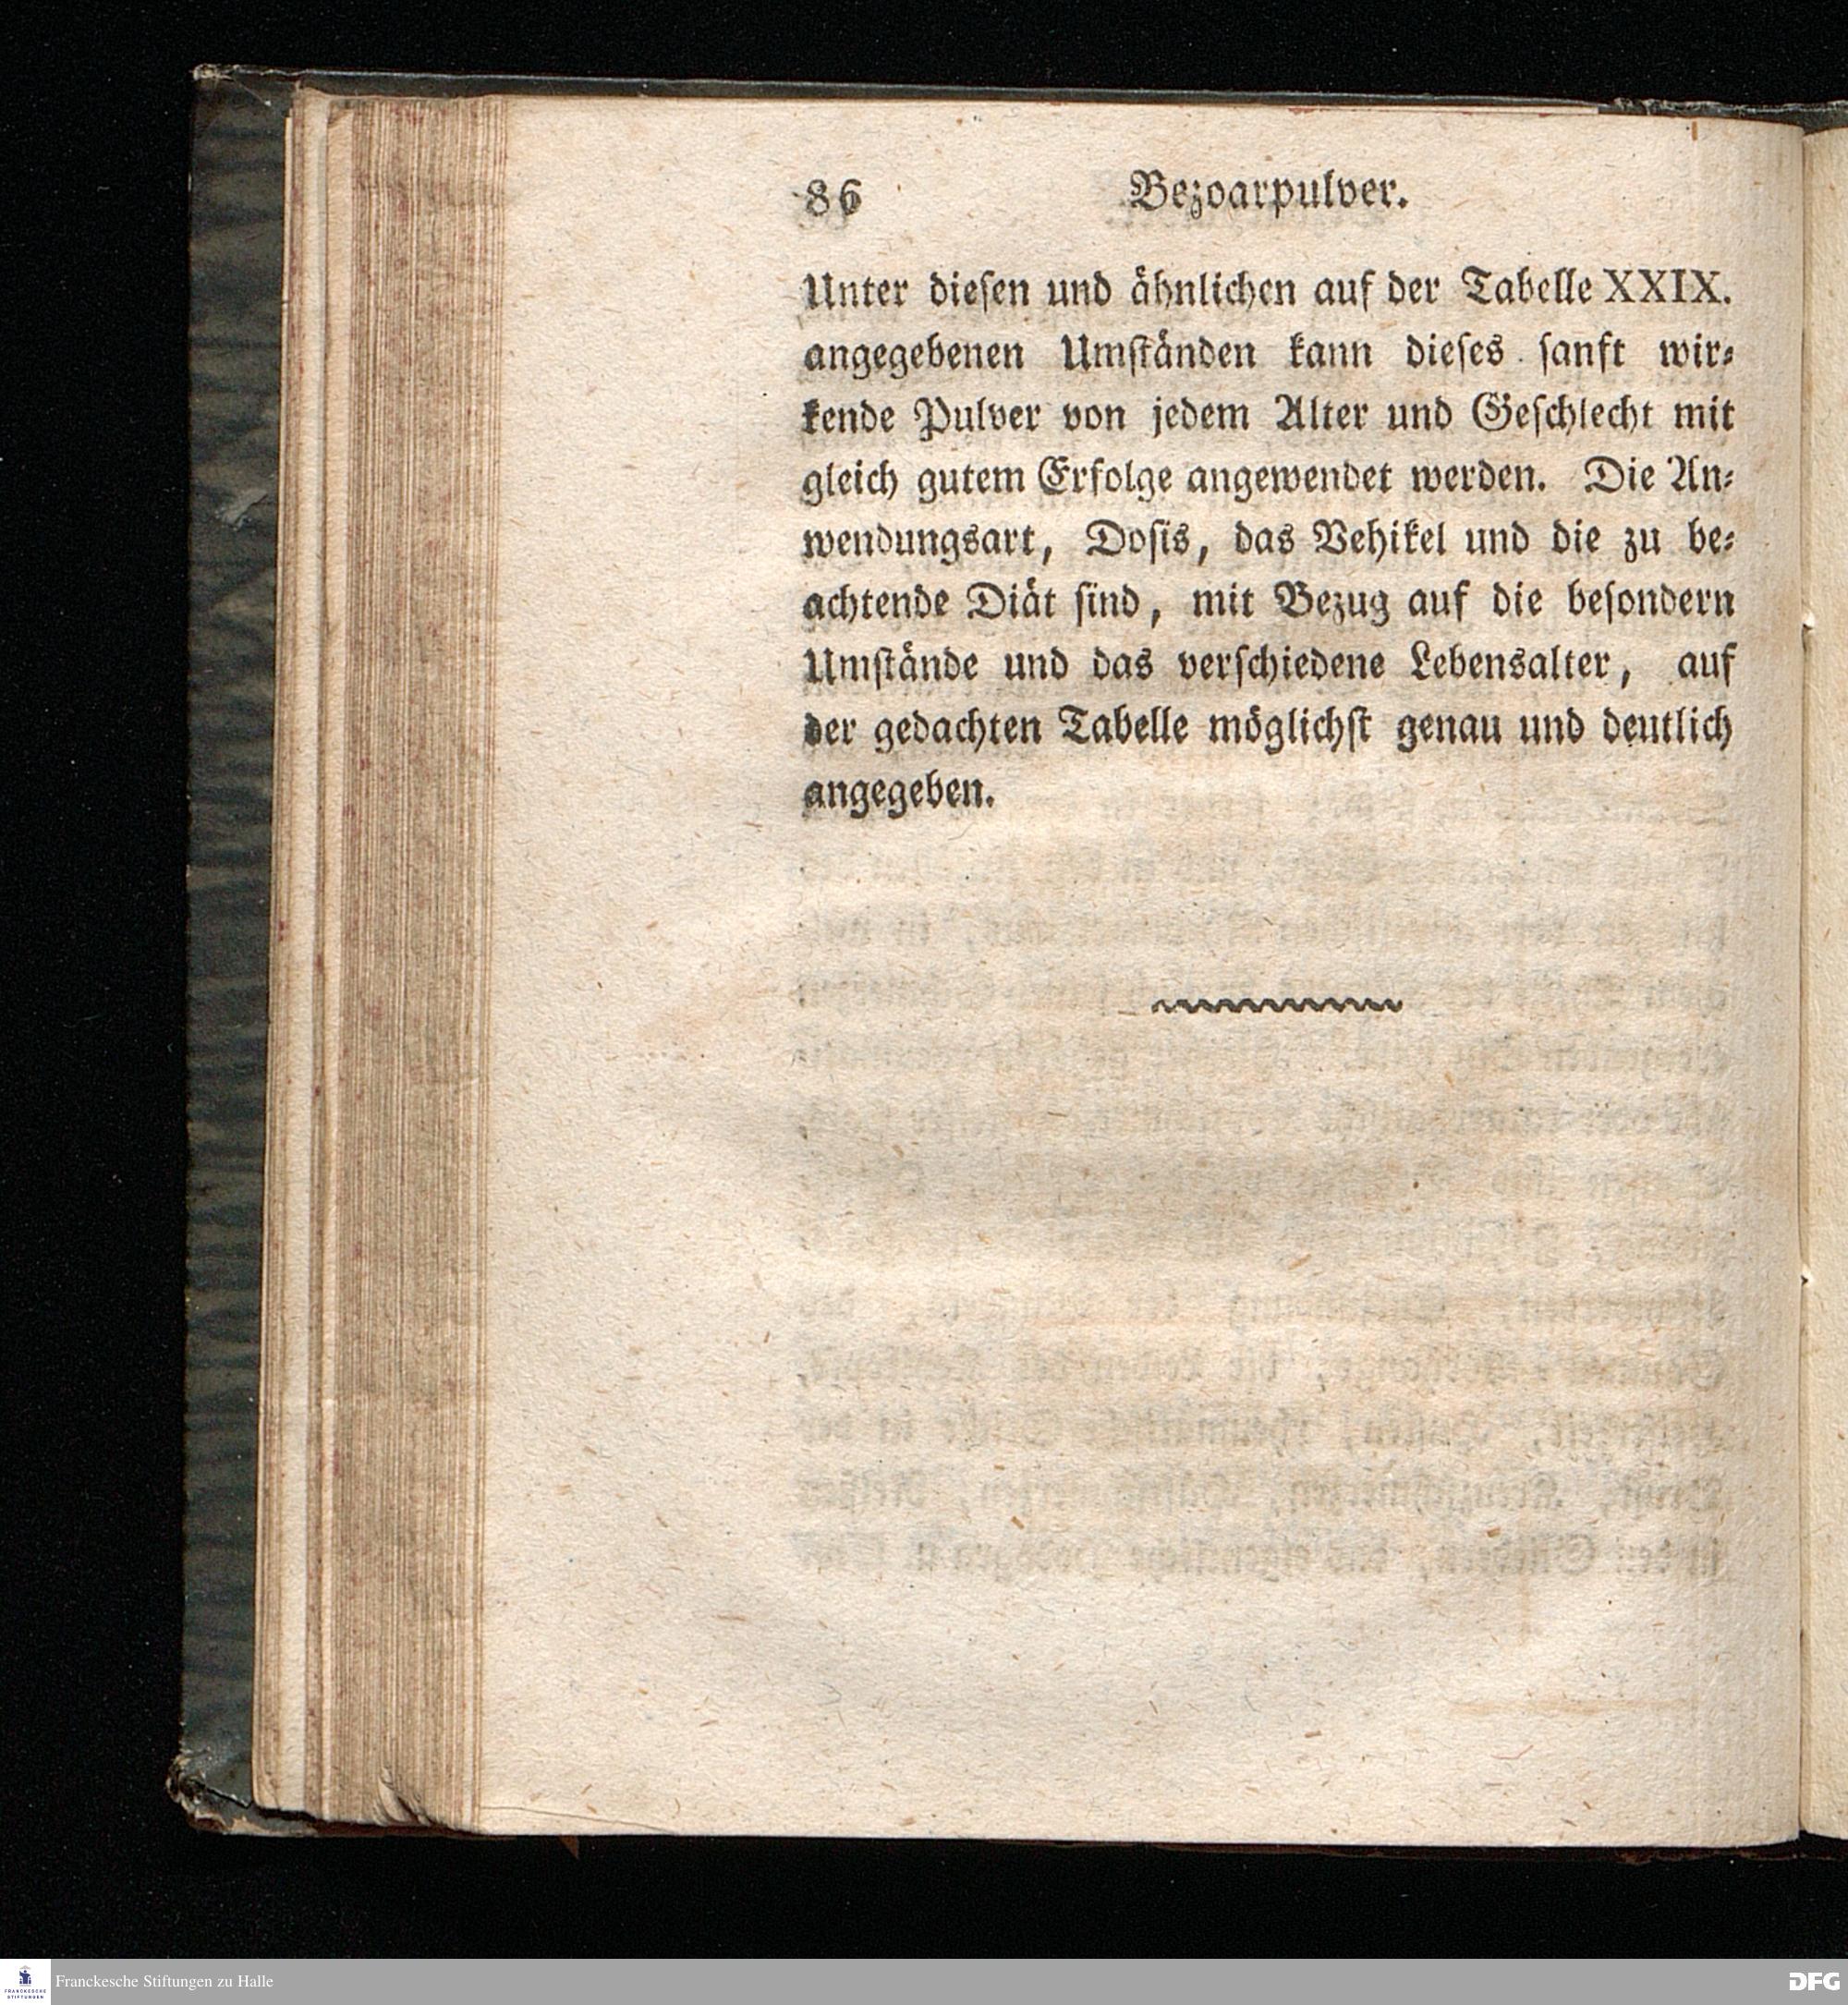 86 Bezoarpulver.
Unter dieſen und ähnlichen auf der Tabelle XXIX.
angegebenen Umſtänden kann dieſes ſanft wir⸗
kende Pulver von jedem Alter und Geſchlecht mit
gleich gutem Erfolge angewendet werden. Die An⸗
wendungsart, Doſis, das Vehikel und die zu be⸗
achtende Diät ſind, mit Bezug auf die beſondern
Umſtände und das verſchiedene Lebensalter, auf
der gedachten Tabelle möglichſt genau und deutlich
angegeben.
FRANCKESCHE
STIFTUNGEN
Franckesche Stiftungen zu Halle
DFG